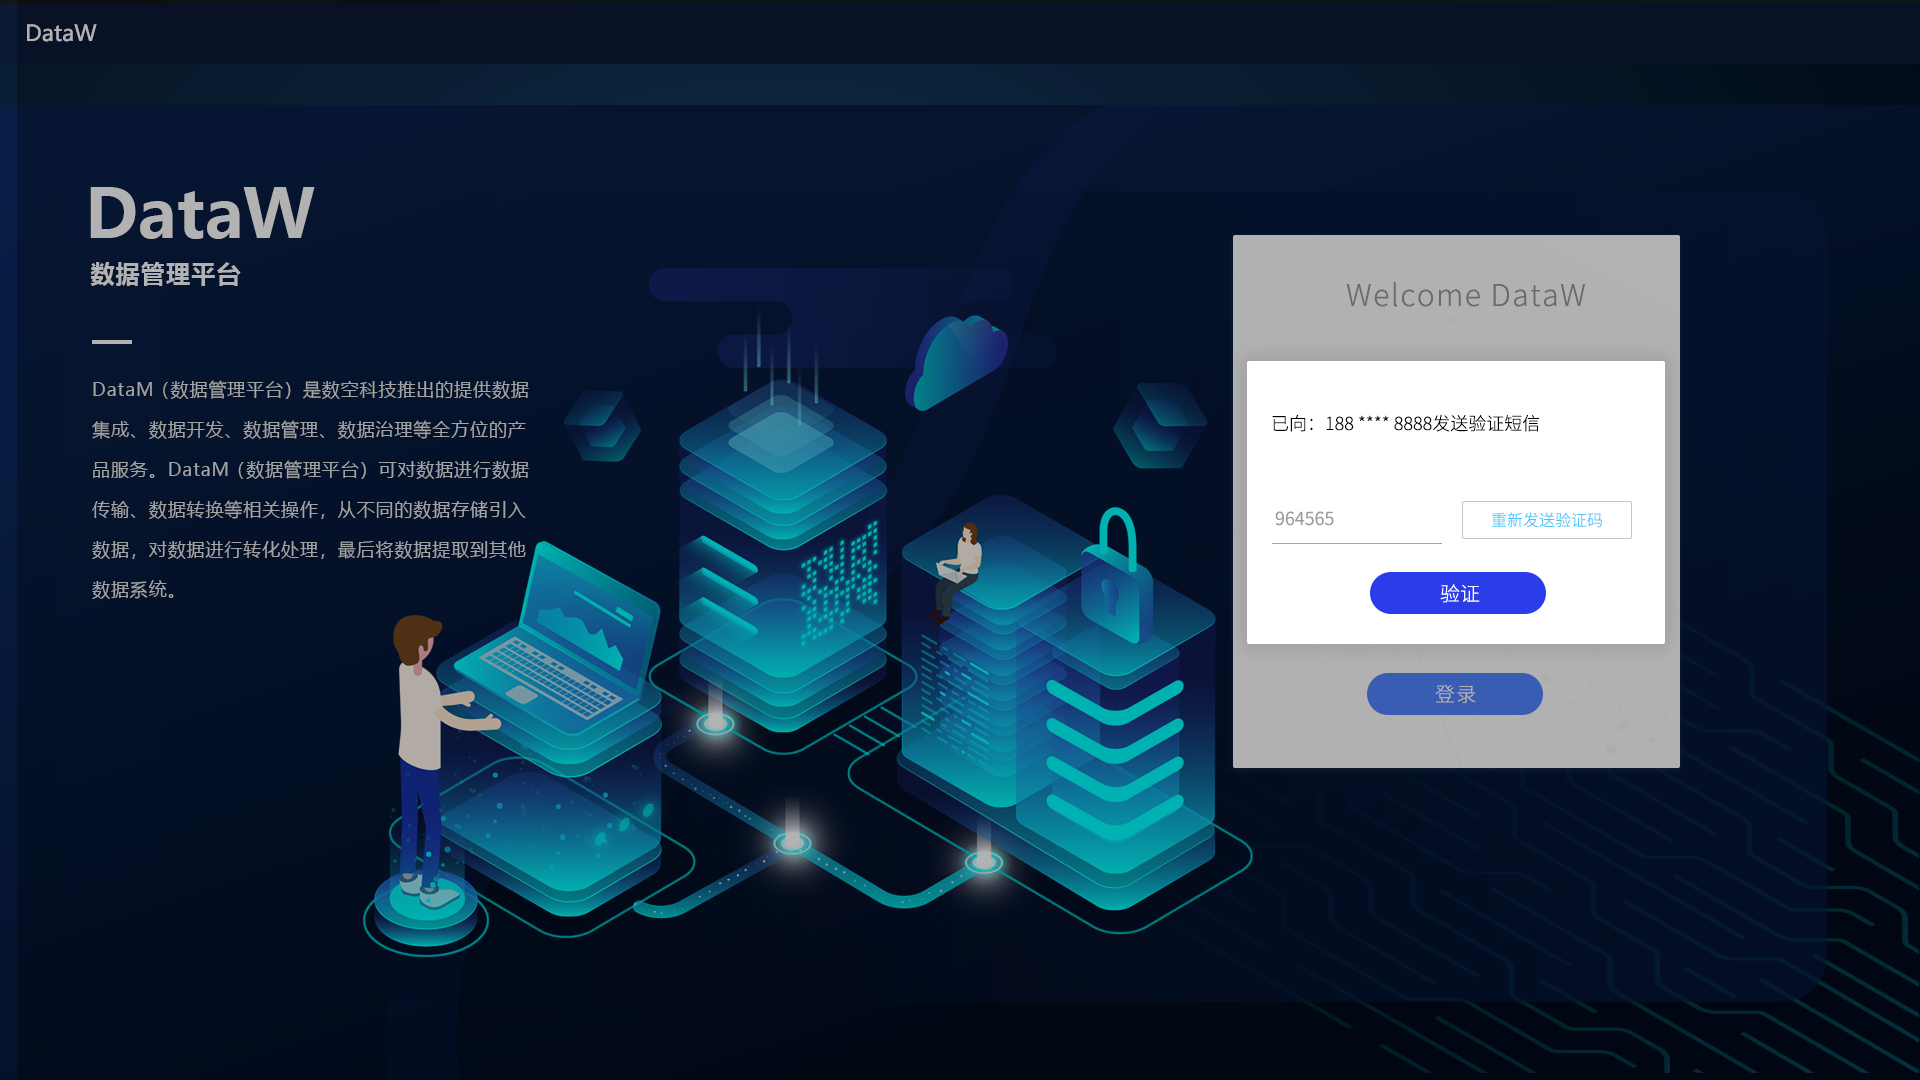 DataW
DataW
数据管理平台
DataM（数据管理平台）是数空科技推出的提供数据
集成、数据开发、数据管理、数据治理等全方位的产
品服务。DataM（数据管理平台）可对数据进行数据
传输、数据转换等相关操作，从不同的数据存储引入
数据，对数据进行转化处理，最后将数据提取到其他
数据系统。
Welcome DataW
已向：188 **** 8888发送验证短信
964565
重新发送验证码
验证
登录